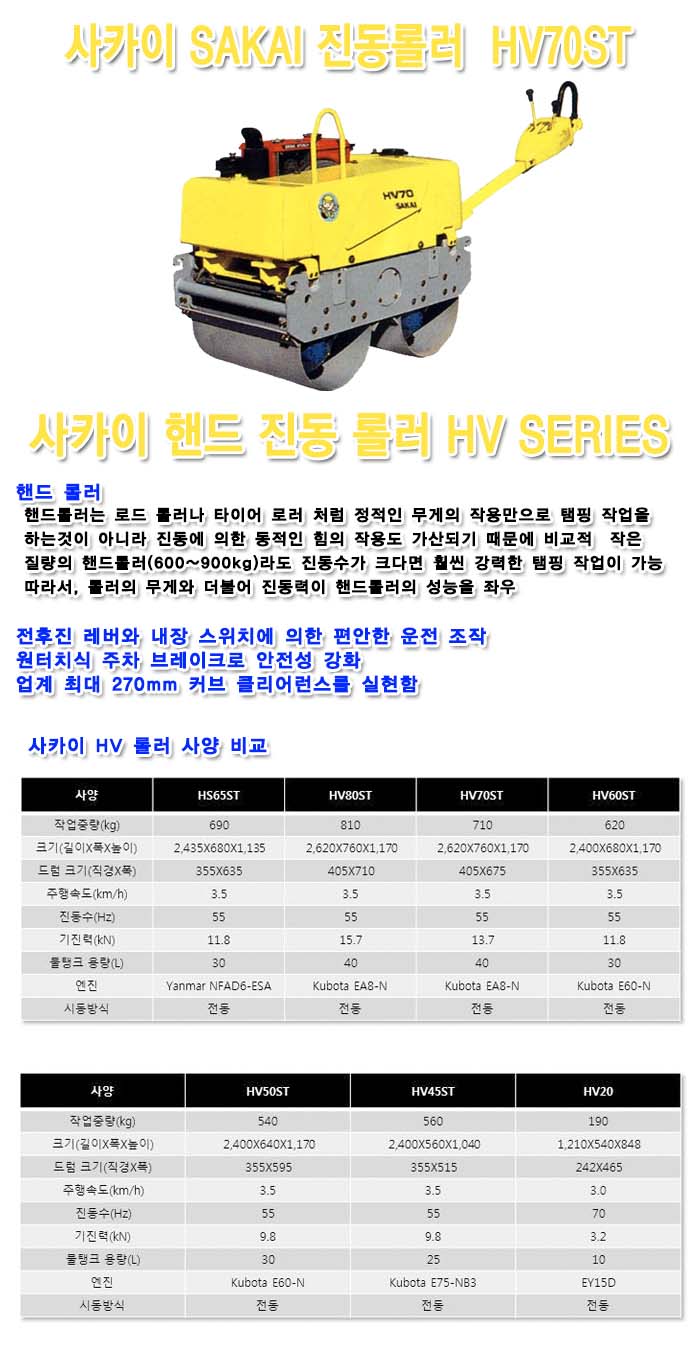 사카이 SAKAI 진동롤러 HV70ST
HV70
SAKAI
사카이 핸드 진동 롤러 HV SERIES
핸드 롤러
핸드롤러는 로드 롤러나 타이어 로러 처럼 정적인 무게의 작용만으로 탬핑 작업을
하는것이 아니라 진동에 의한 동적인 힘의 작용도 가산되기 때문에 비교적 작은
질량의 핸드롤러(600~900kg)라도 진동수가 크다면 훨씬 강력한 탬핑 작업이 가능
따라서, 롤러의 무게와 더불어 진동력이 핸드롤러의 성능을 좌우
전후진 레버와 내장 스위치에 의한 편안한 운전 조작
원터치식 주차 브레이크로 안전성 강화
업계 최대 270mm 커브 클리어런스를 실현함
사카이 HV 롤러 사양 비교
사양 HS65ST HV80ST HV70ST HV60ST
작업중량(kg) 690 810 710 620
크기(길이X폭X높이) 2,435X680X1,135 2,620X760X1,170 2,620X760X1,170 2,400X680X1,170
드럼 크기(직경X폭) 355X635 405X710 405X675 355X635
주행속도(km/h) 3.5 3.5 3.5 3.5
진동수(Hz) 55 55 55 55
기진력(kN) 11.8 15.7 13.7 11.8
물탱크 용량(L) 30 40 40 30
엔진 Yanmar NFAD6-ESA Kubota EA8-N Kubota EA8-N Kubota E60-N
시동방식 전동 전동 전동 전동
사양 HV50ST HV45ST HV20
작업중량(kg) 540 560 190
크기(길이X폭X높이) 2,400X640X1,170 2,400X560X1,040 1,210X540X848
드럼 크기(직경X폭) 355X595 355X515 242X465
주행속도(km/h) 3.5 3.5 3.0
진동수(Hz) 55 55 70
기진력(kN) 9.8 9.8 3.2
물탱크 용량(L) 30 25 10
엔진 Kubota E60-N Kubota E75-NB3 EY15D
시동방식 전동 전동 전동